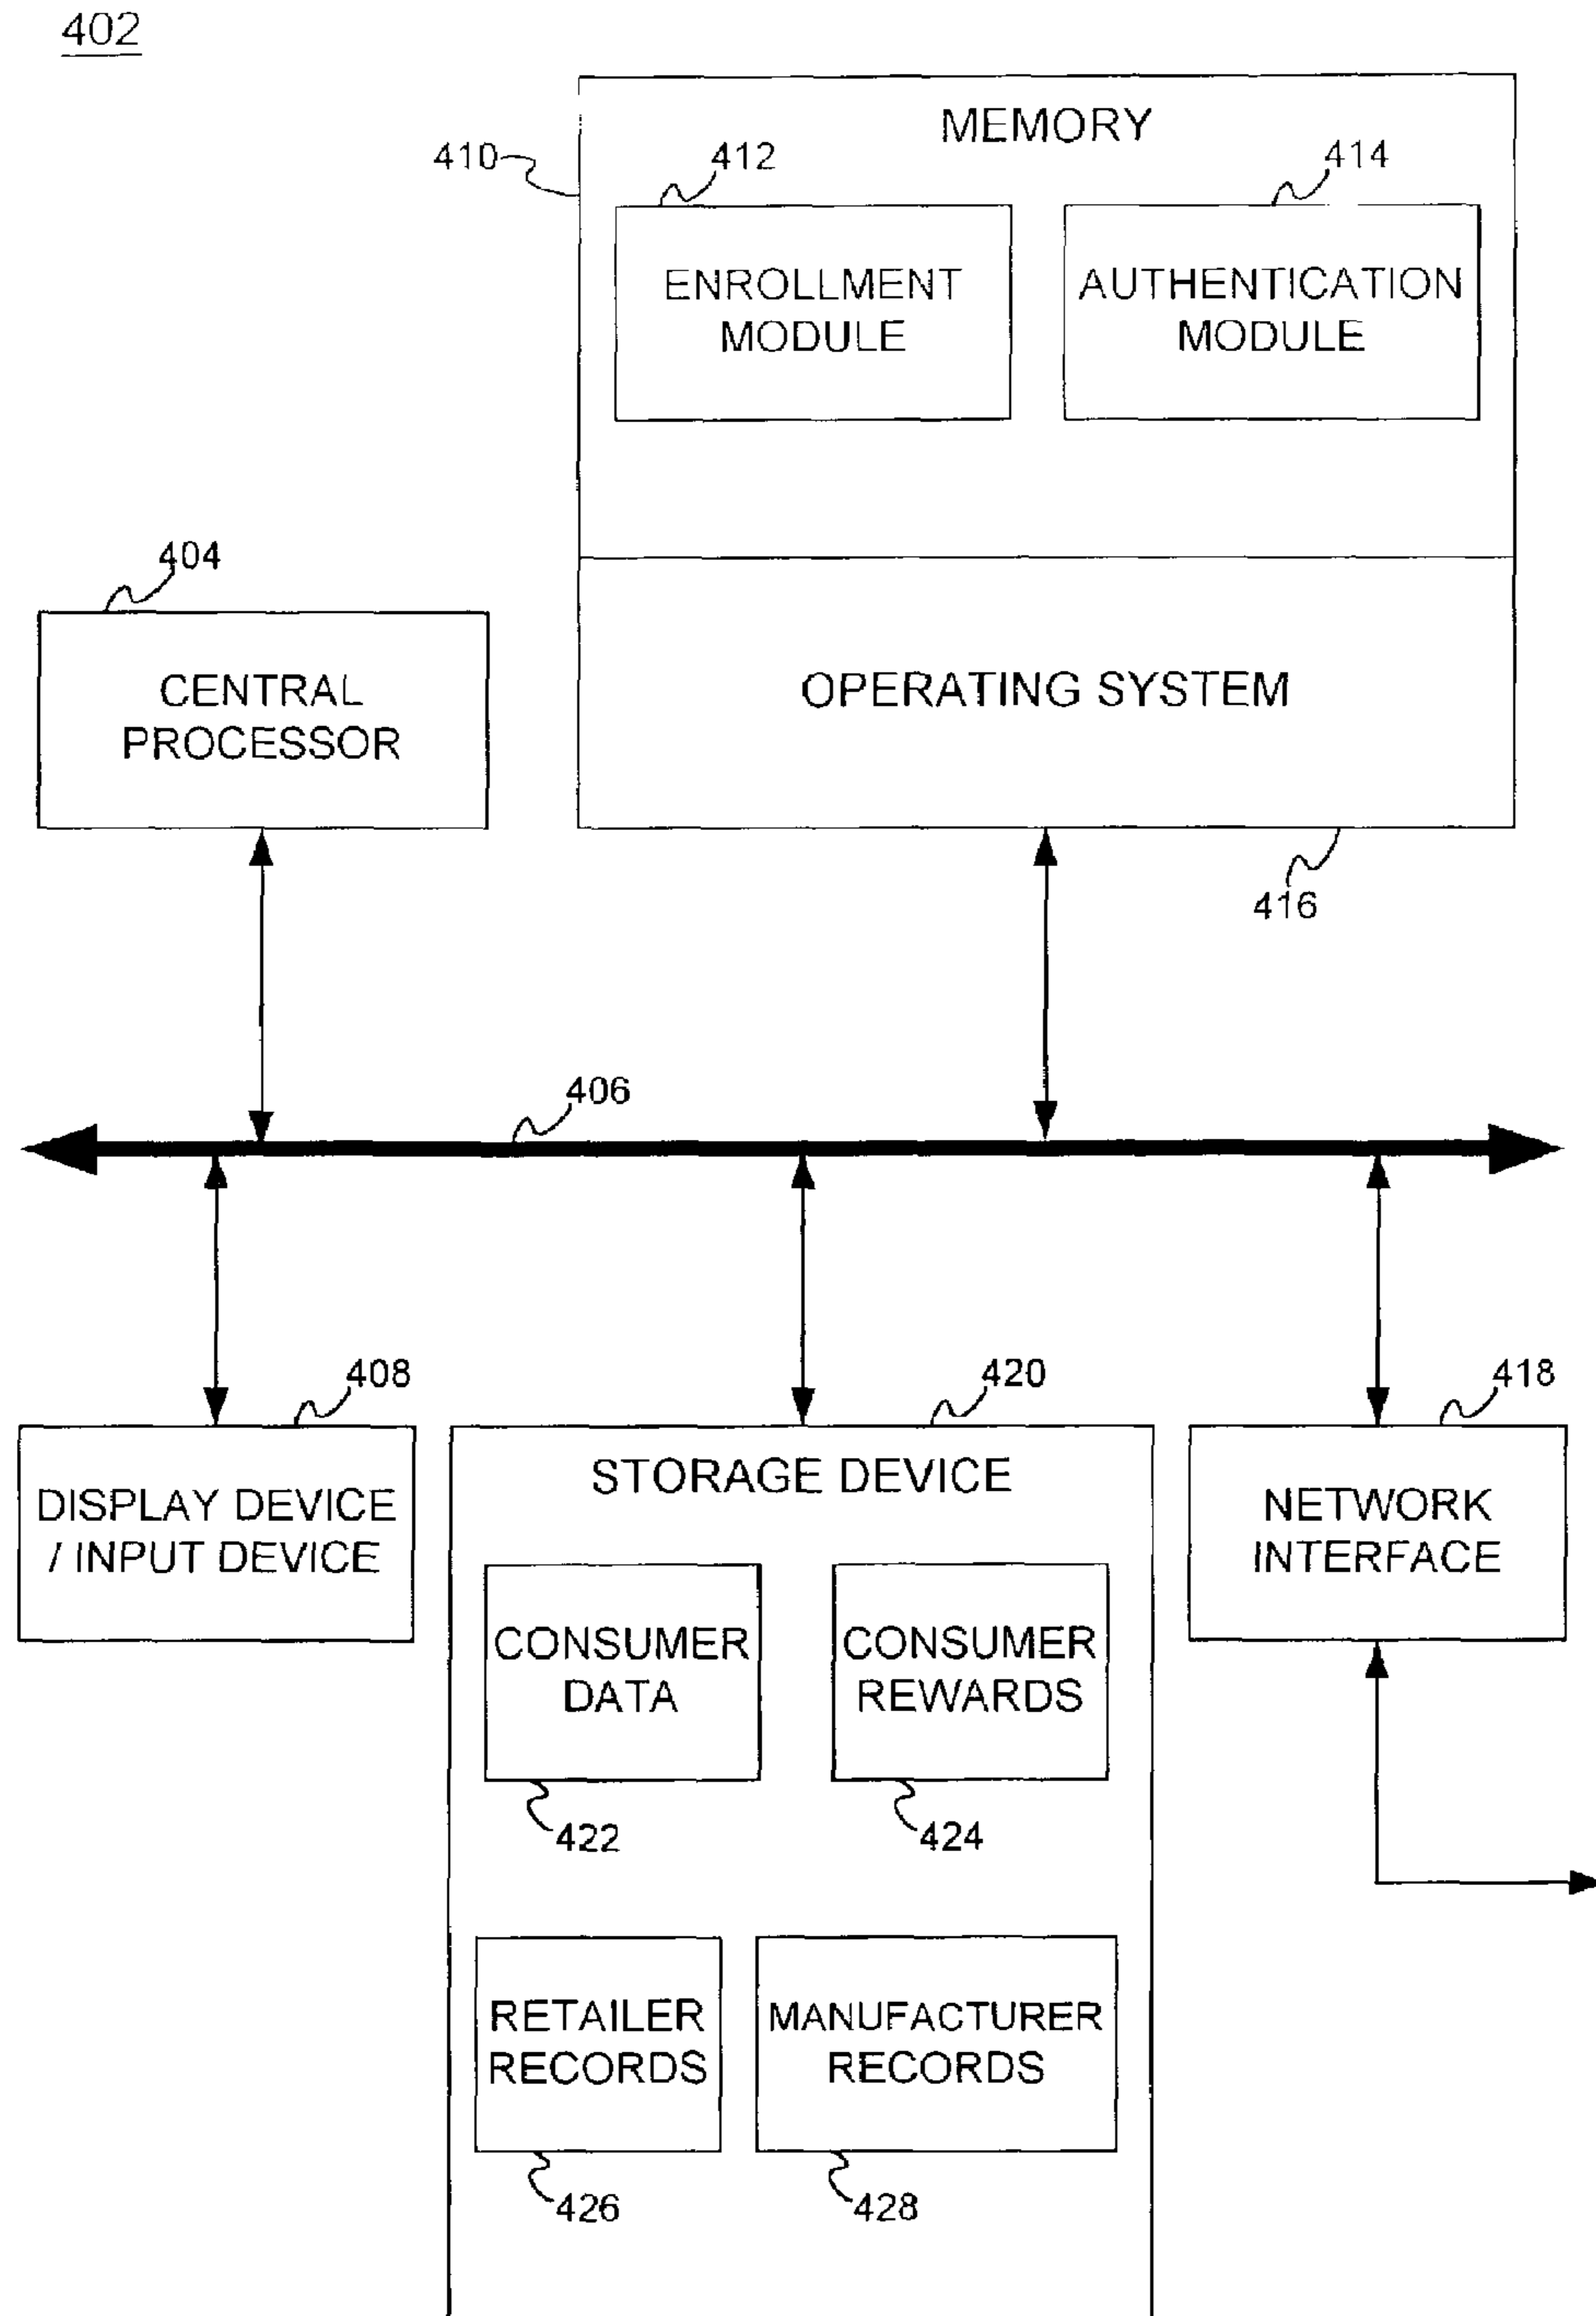 402
MEMORY
410
412
414
ENROLLMENT
MODULE
AUTHENTICATION
MODULE
404
CENTRAL
PROCESSOR
OPERATING SYSTEM
416
406
408
420
418
DISPLAY DEVICE
/ INPUT DEVICE
STORAGE DEVICE
NETWORK
INTERFACE
CONSUMER
DATA
CONSUMER
REWARDS
422
424
RETAILER
RECORDS
MANUFACTURER
RECORDS
426
428